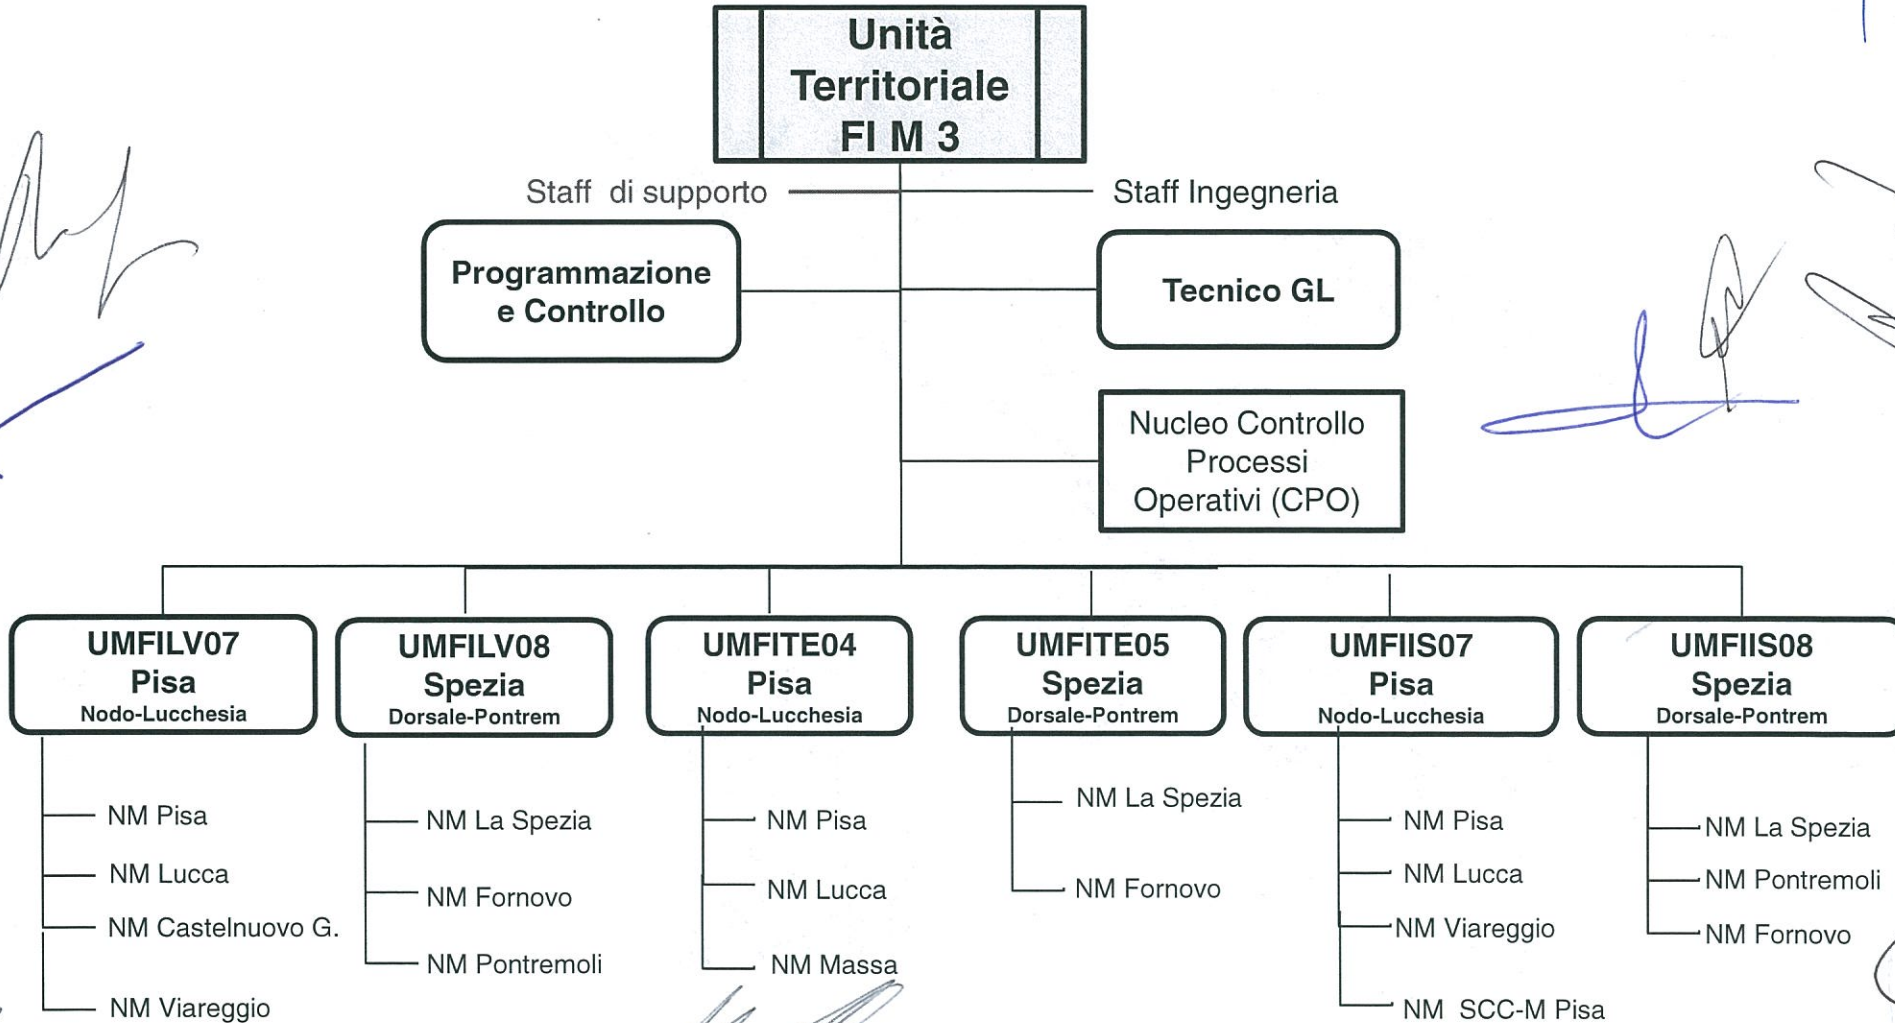 Unità
Territoriale
FI M 3
Staff di supporto
Staff Ingegneria
Programmazione
e Controllo
Tecnico GL
Nucleo Controllo
Processi
Operativi (CPO)
UMFILV07
Pisa
Nodo-Lucchesia
NM Pisa
NM Lucca
NM Castelnuovo G.
NM Viareggio
UMFILV08
Spezia
Dorsale-Pontrem
NM La Spezia
NM Fornovo
NM Pontremoli
UMFITE04
Pisa
Nodo-Lucchesia
NM Pisa
NM Lucca
NM Massa
UMFITE05
Spezia
Dorsale-Pontrem
NM La Spezia
NM Fornovo
UMFIIS07
Pisa
Nodo-Lucchesia
NM Pisa
NM Lucca
NM Viareggio
NM SCC-M Pisa
UMFIIS08
Spezia
Dorsale-Pontrem
NM La Spezia
NM Pontremoli
NM Fornovo